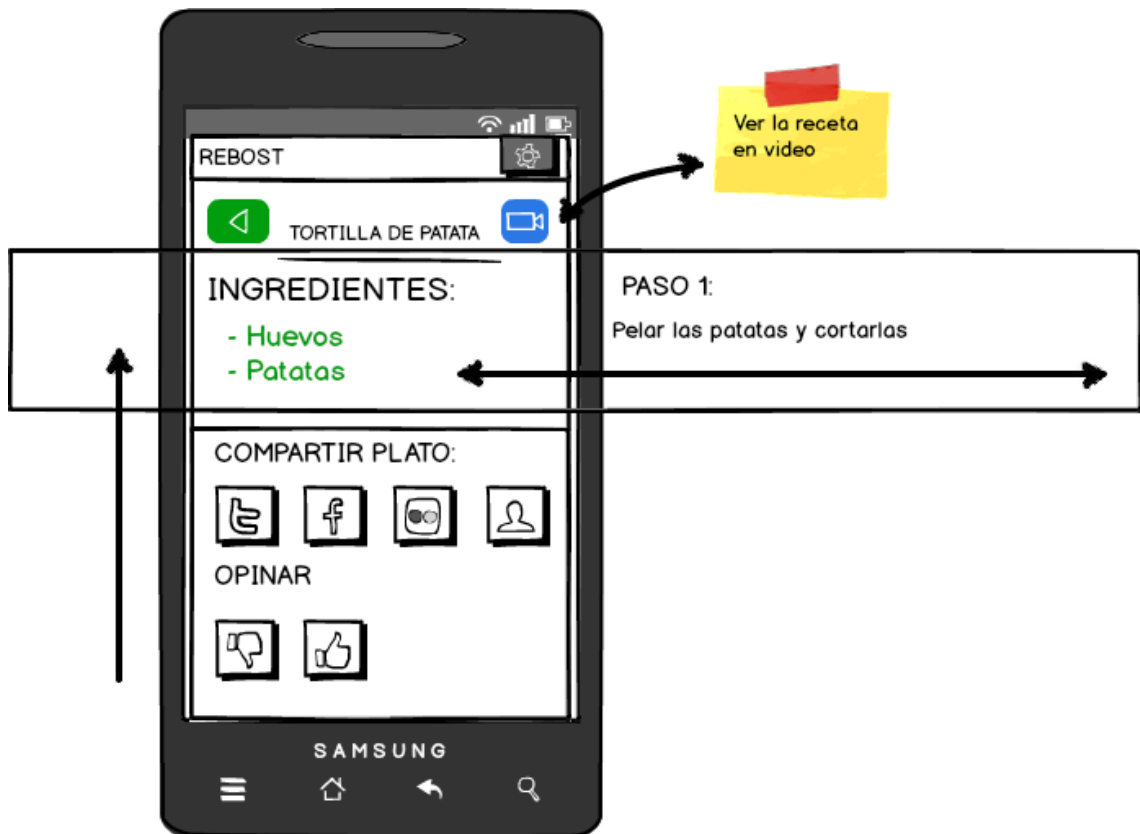 Ver la receta
en video
REBOST
TORTILLA DE PATATA
INGREDIENTES:
- Huevos
- Patatas
PASO 1:
Pelar las patatas y cortarlas
COMPARTIR PLATO:
OPINAR
SAMSUNG